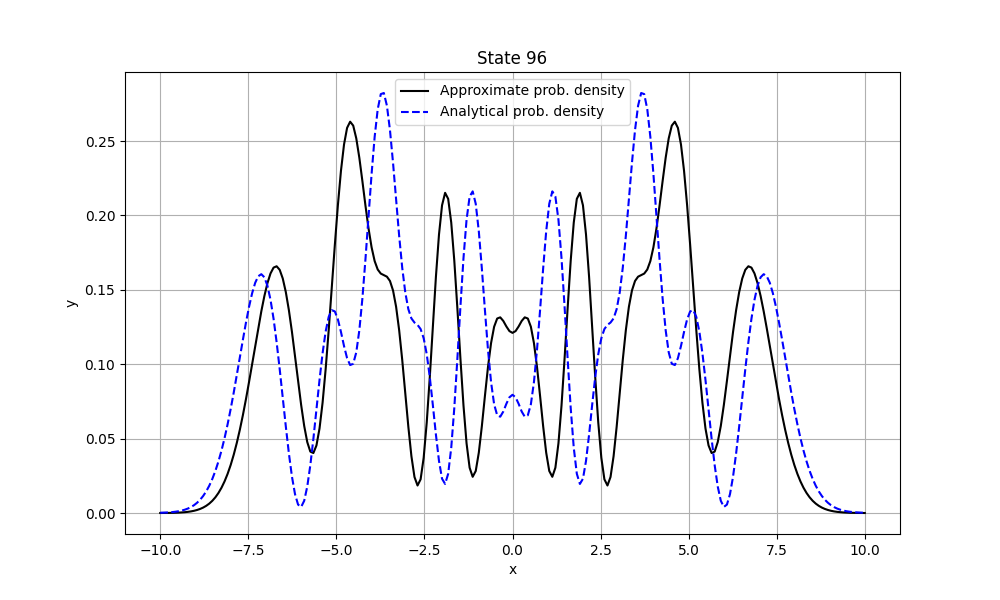 State 96
Approximate prob. density
Analytical prob. density
y
0.25
0.20
0.15
0.10
0.05
0.00
−10.0 −7.5 −5.0 −2.5 0.0 2.5 5.0 7.5 10.0
x